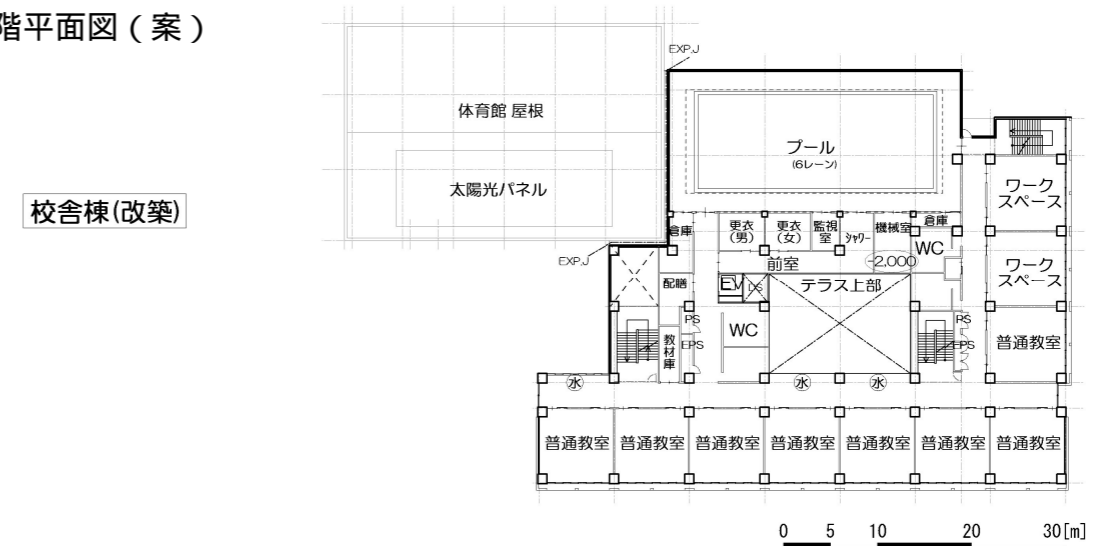 階平面図(案)
EXP.J
体育館 屋根
プール
(6レーン)
太陽光パネル
ワーク
スペース
校舎棟(改築)
倉庫
更衣
(男)
更衣
(女)
監視
室
シャワー
機械室
倉庫
WC
EXP.J
前室
-2,000
ワーク
スペース
配膳
EV
DS
テラス上部
PS
EPS
WC
教
材
庫
PS
EPS
普通教室
水
水
水
普通教室
普通教室
普通教室
普通教室
普通教室
普通教室
普通教室
0 5 10 20 30[m]